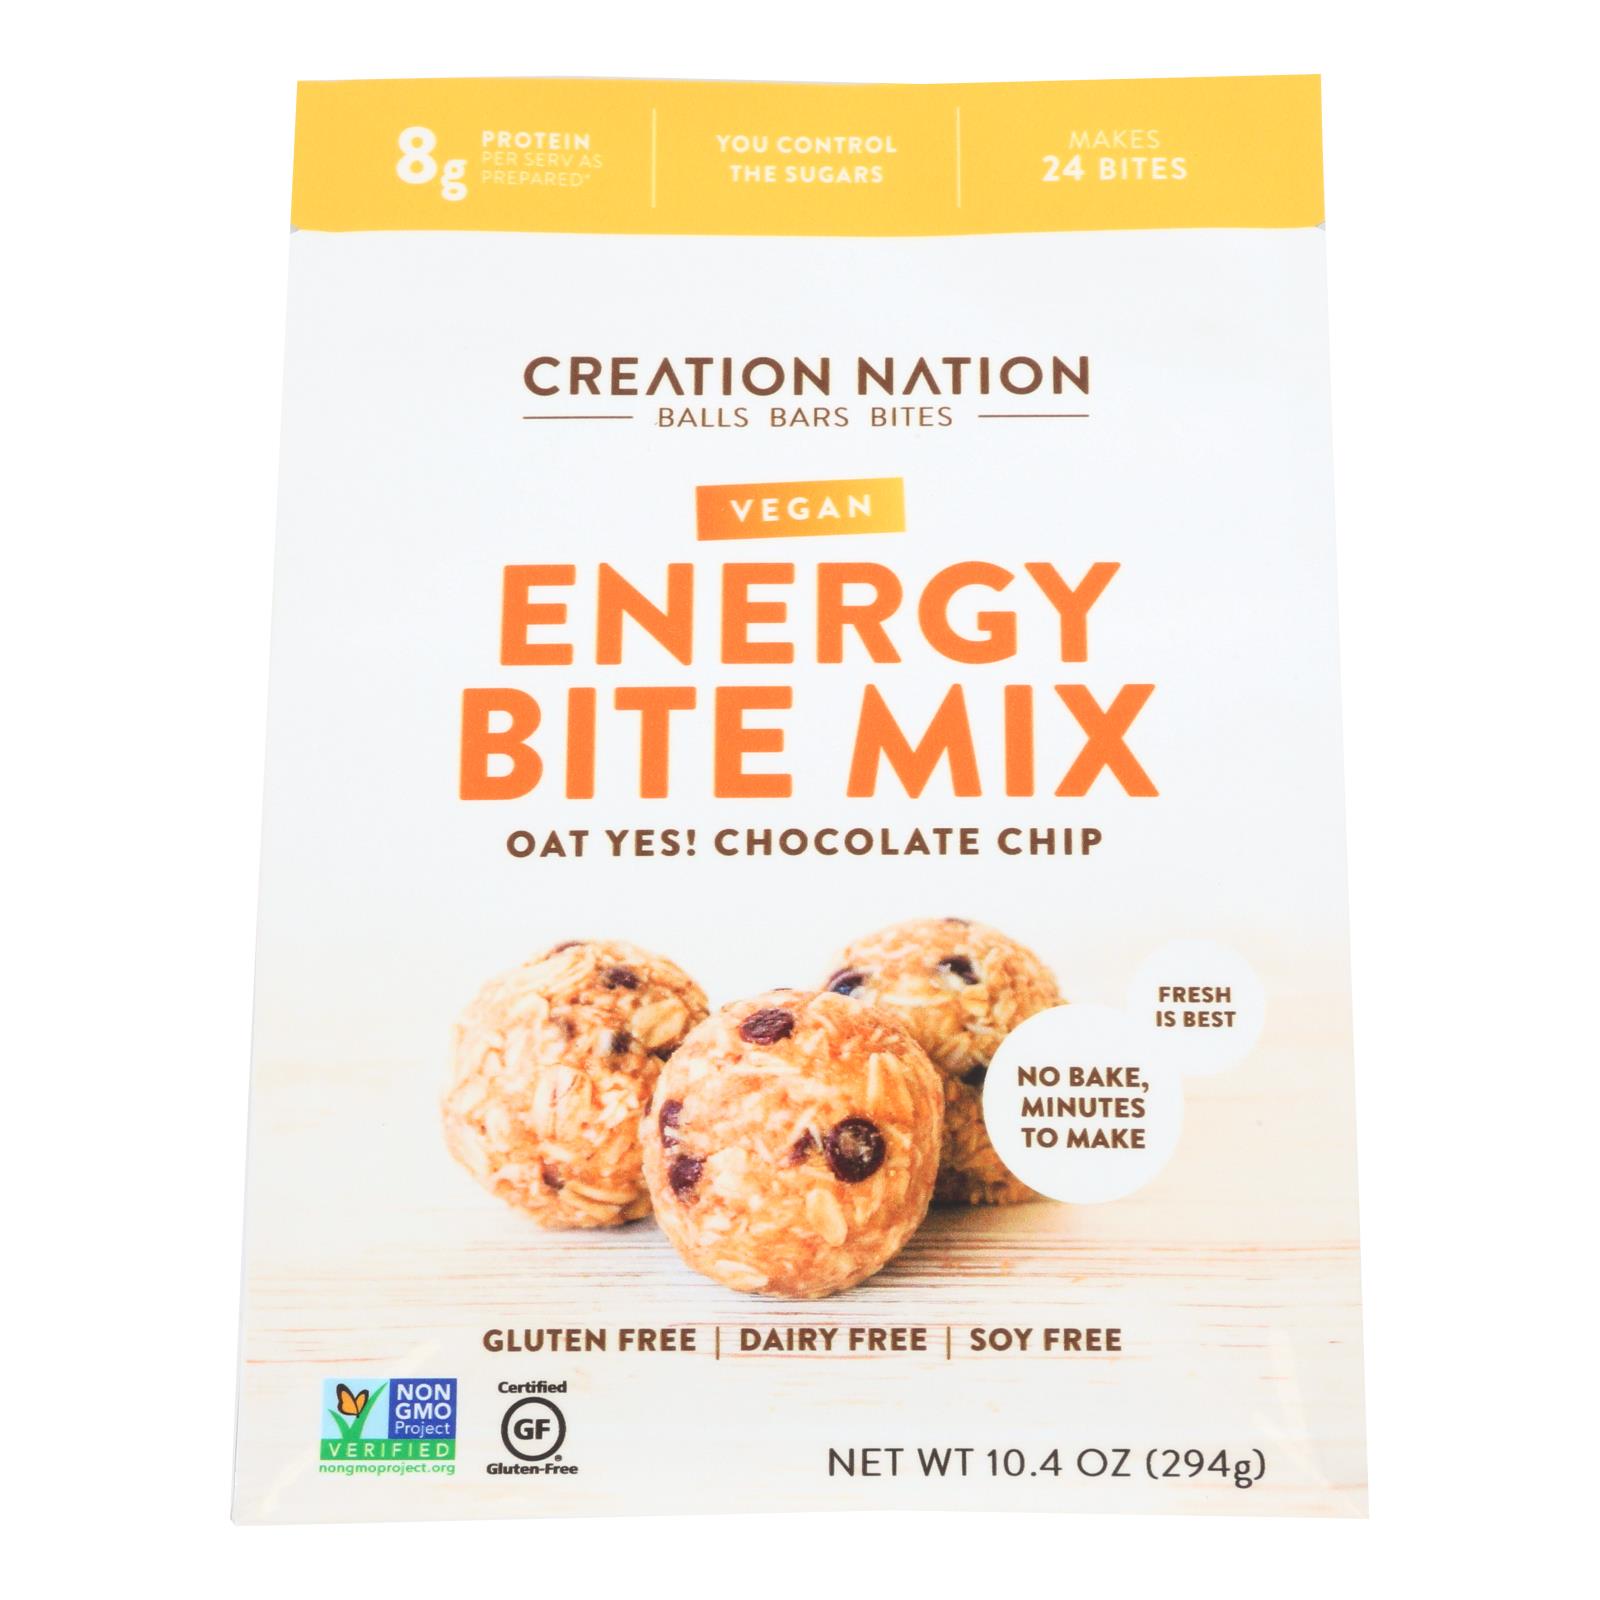 8g PROTEIN
PER SERV AS
PREPARED*
YOU CONTROL
THE SUGARS
MAKES
24 BITES
CREATION NATION
BALLS BARS BITES
VEGAN
ENERGY
BITE MIX
OAT YES! CHOCOLATE CHIP
FRESH
IS BEST
NO BAKE,
MINUTES
TO MAKE
GLUTEN FREE | DAIRY FREE | SOY FREE
NON
GMO
Project
VERIFIED
nongmoproject.org
Certified
GF
®
Gluten-Free
NET WT 10.4 OZ (294g)